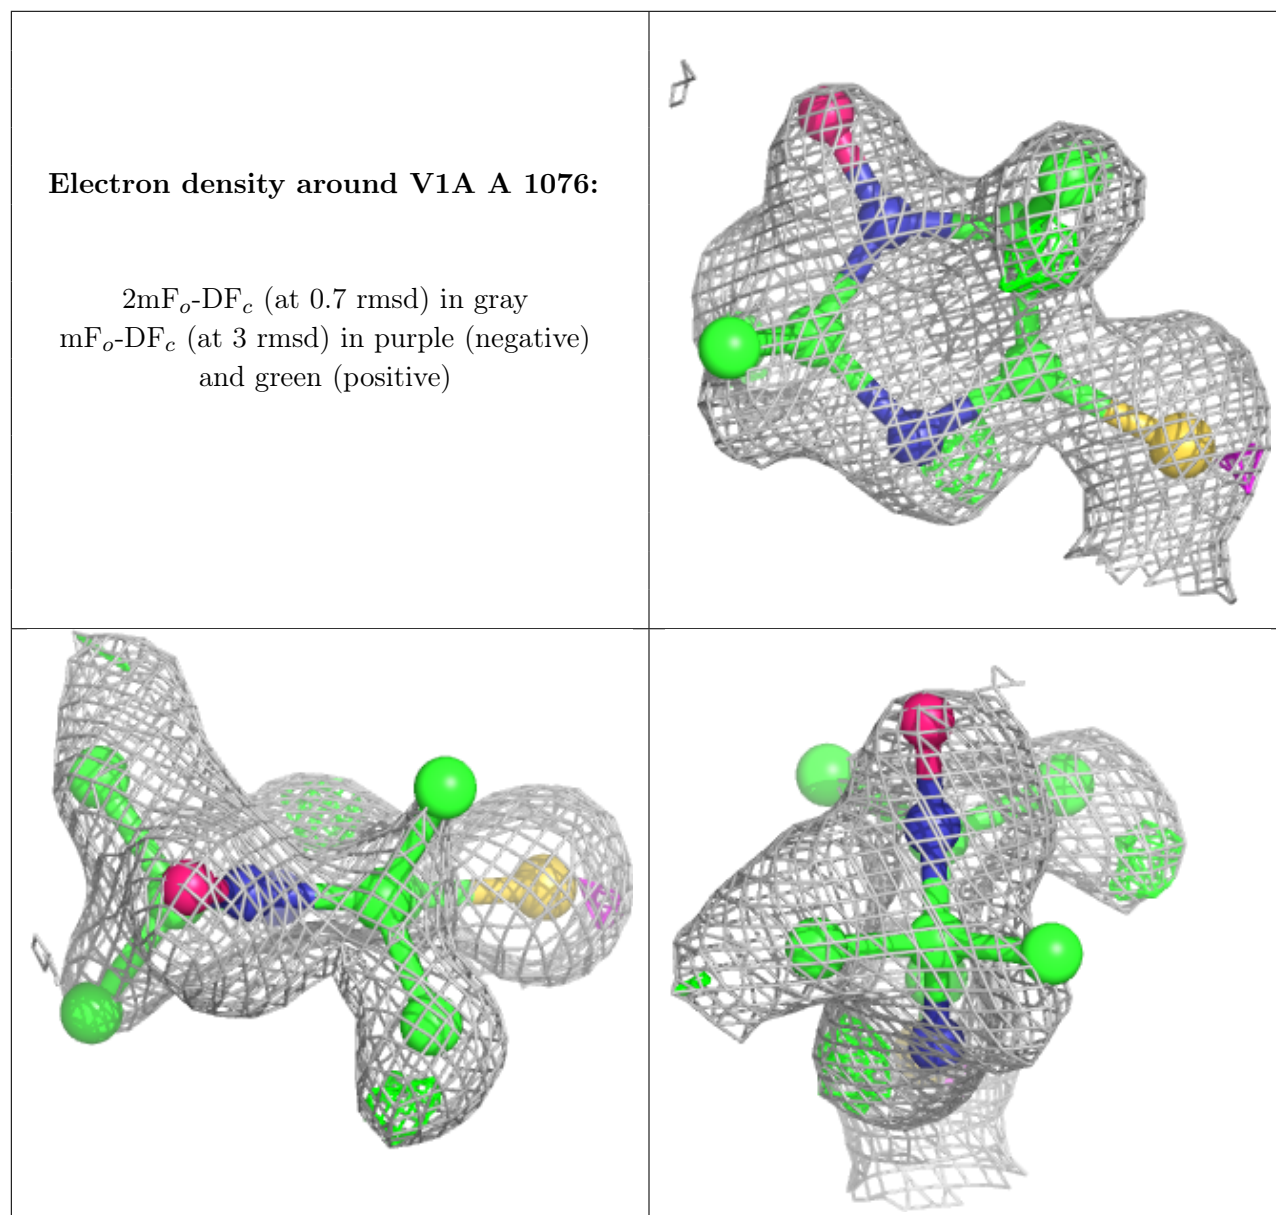 Electron density around V1A A 1076:
2mFo-DFc (at 0.7 rmsd) in gray
mFo-DFc (at 3 rmsd) in purple (negative)
and green (positive)